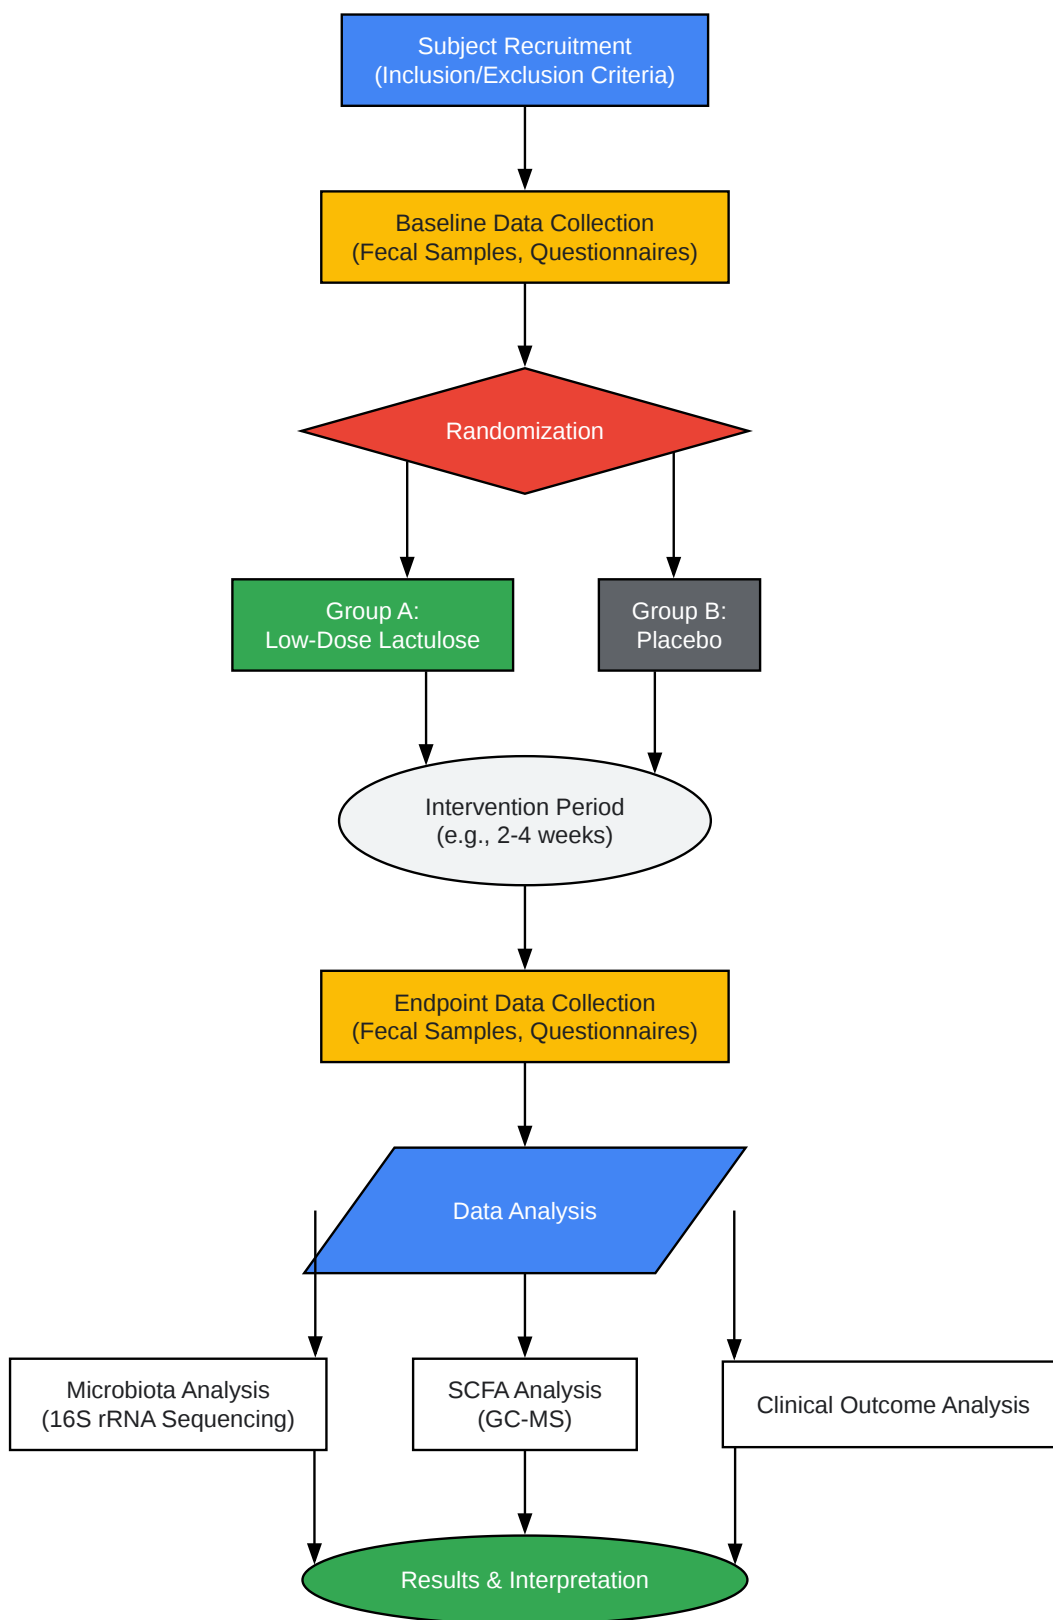 Subject Recruitment
(Inclusion/Exclusion Criteria)
Baseline Data Collection
(Fecal Samples, Questionnaires)
Randomization
Group A:
Low-Dose Lactulose
Group B:
Placebo
Intervention Period
(e.g., 2-4 weeks)
Endpoint Data Collection
(Fecal Samples, Questionnaires)
Data Analysis
Microbiota Analysis
(16S rRNA Sequencing)
SCFA Analysis
(GC-MS)
Clinical Outcome Analysis
Results & Interpretation